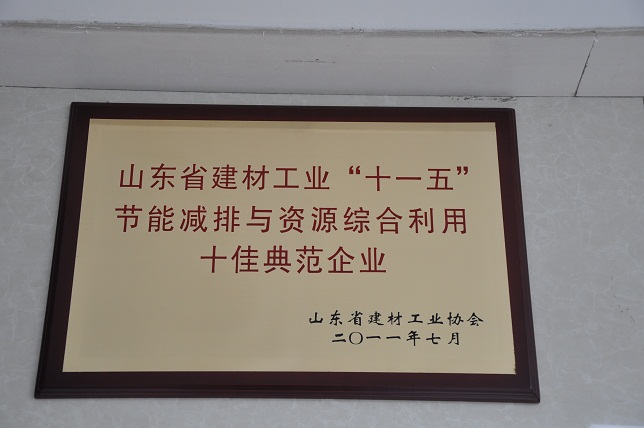 山东省建材工业“十一五”
节能减排与资源综合利用
十佳典范企业
山东省建材工业协会
二〇一一年七月